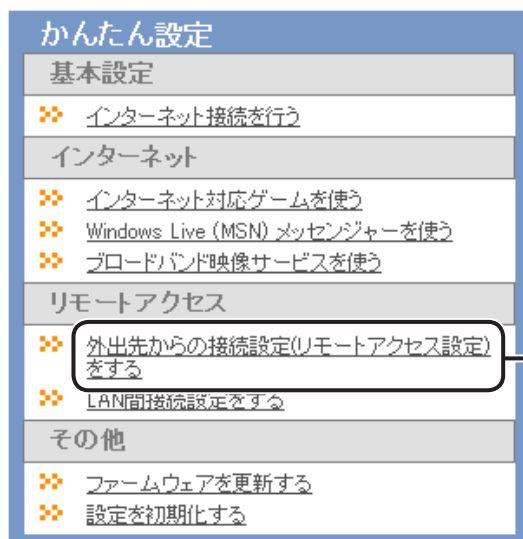 かんたん設定
基本設定
インターネット接続を行う
インターネット
インターネット対応ゲームを使う
Windows Live (MSN) メッセンジャーを使う
ブロードバンド映像サービスを使う
リモートアクセス
外出先からの接続設定(リモートアクセス設定)
をする
LAN間接続設定をする
その他
ファームウェアを更新する
設定を初期化する